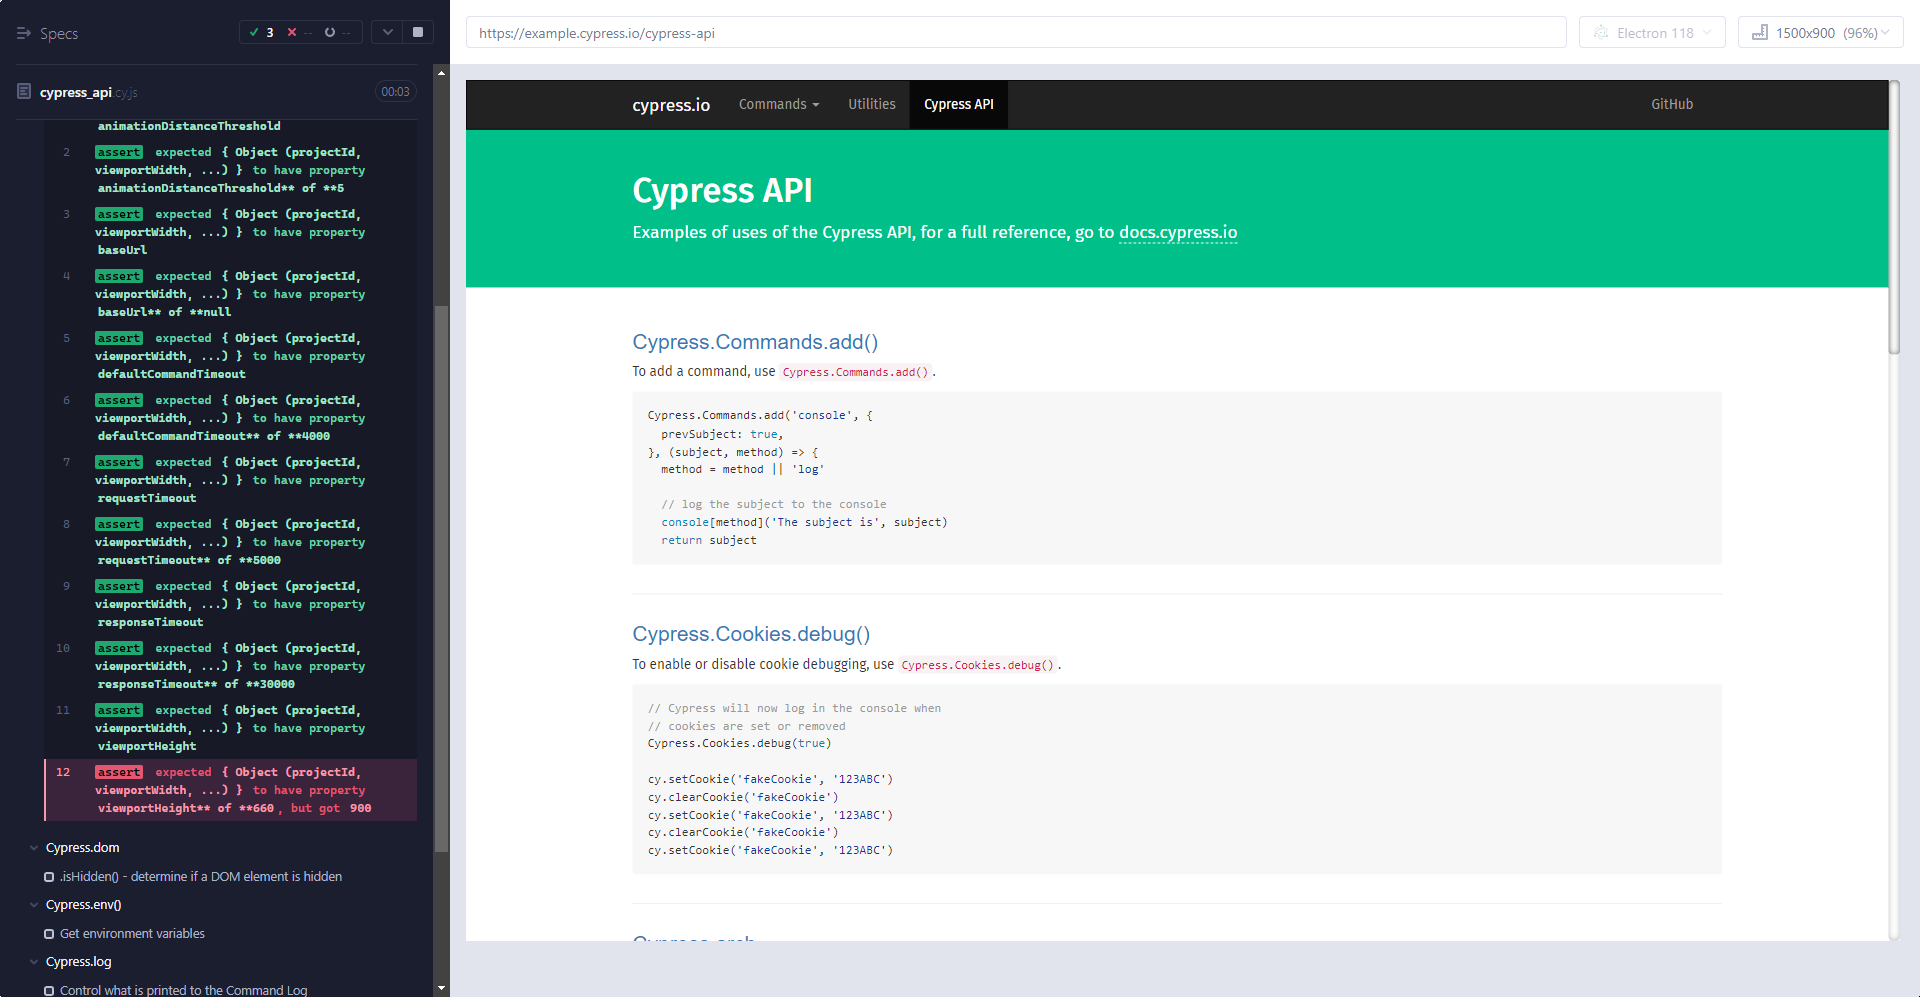 Specs
3
--
--
cypress_api.cy.js
00:03
animationDistanceThreshold
2 assert expected { Object (projectId,
viewportWidth, ...) } to have property
animationDistanceThreshold** of **5
3 assert expected { Object (projectId,
viewportWidth, ...) } to have property
baseUrl
4 assert expected { Object (projectId,
viewportWidth, ...) } to have property
baseUrl** of **null
5 assert expected { Object (projectId,
viewportWidth, ...) } to have property
defaultCommandTimeout
6 assert expected { Object (projectId,
viewportWidth, ...) } to have property
defaultCommandTimeout** of **4000
7 assert expected { Object (projectId,
viewportWidth, ...) } to have property
requestTimeout
8 assert expected { Object (projectId,
viewportWidth, ...) } to have property
requestTimeout** of **5000
9 assert expected { Object (projectId,
viewportWidth, ...) } to have property
responseTimeout
10 assert expected { Object (projectId,
viewportWidth, ...) } to have property
responseTimeout** of **30000
11 assert expected { Object (projectId,
viewportWidth, ...) } to have property
viewportHeight
12 assert expected { Object (projectId,
viewportWidth, ...) } to have property
viewportHeight** of **660, but got 900
Cypress.dom
.isHidden() - determine if a DOM element is hidden
Cypress.env()
Get environment variables
Cypress.log
Control what is printed to the Command Log
https://example.cypress.io/cypress-api
Electron 118
1500x900 (96%)
cypress.io
Commands
Utilities
Cypress API
GitHub
Cypress API
Examples of uses of the Cypress API, for a full reference, go to docs.cypress.io
Cypress.Commands.add()
To add a command, use Cypress.Commands.add().
Cypress.Commands.add('console', {
prevSubject: true,
}, (subject, method) => {
method = method || 'log'
// log the subject to the console
console[method]('The subject is', subject)
return subject
Cypress.Cookies.debug()
To enable or disable cookie debugging, use Cypress.Cookies.debug().
// Cypress will now log in the console when
// cookies are set or removed
Cypress.Cookies.debug(true)
cy.setCookie('fakeCookie', '123ABC')
cy.clearCookie('fakeCookie')
cy.setCookie('fakeCookie', '123ABC')
cy.clearCookie('fakeCookie')
cy.setCookie('fakeCookie', '123ABC')